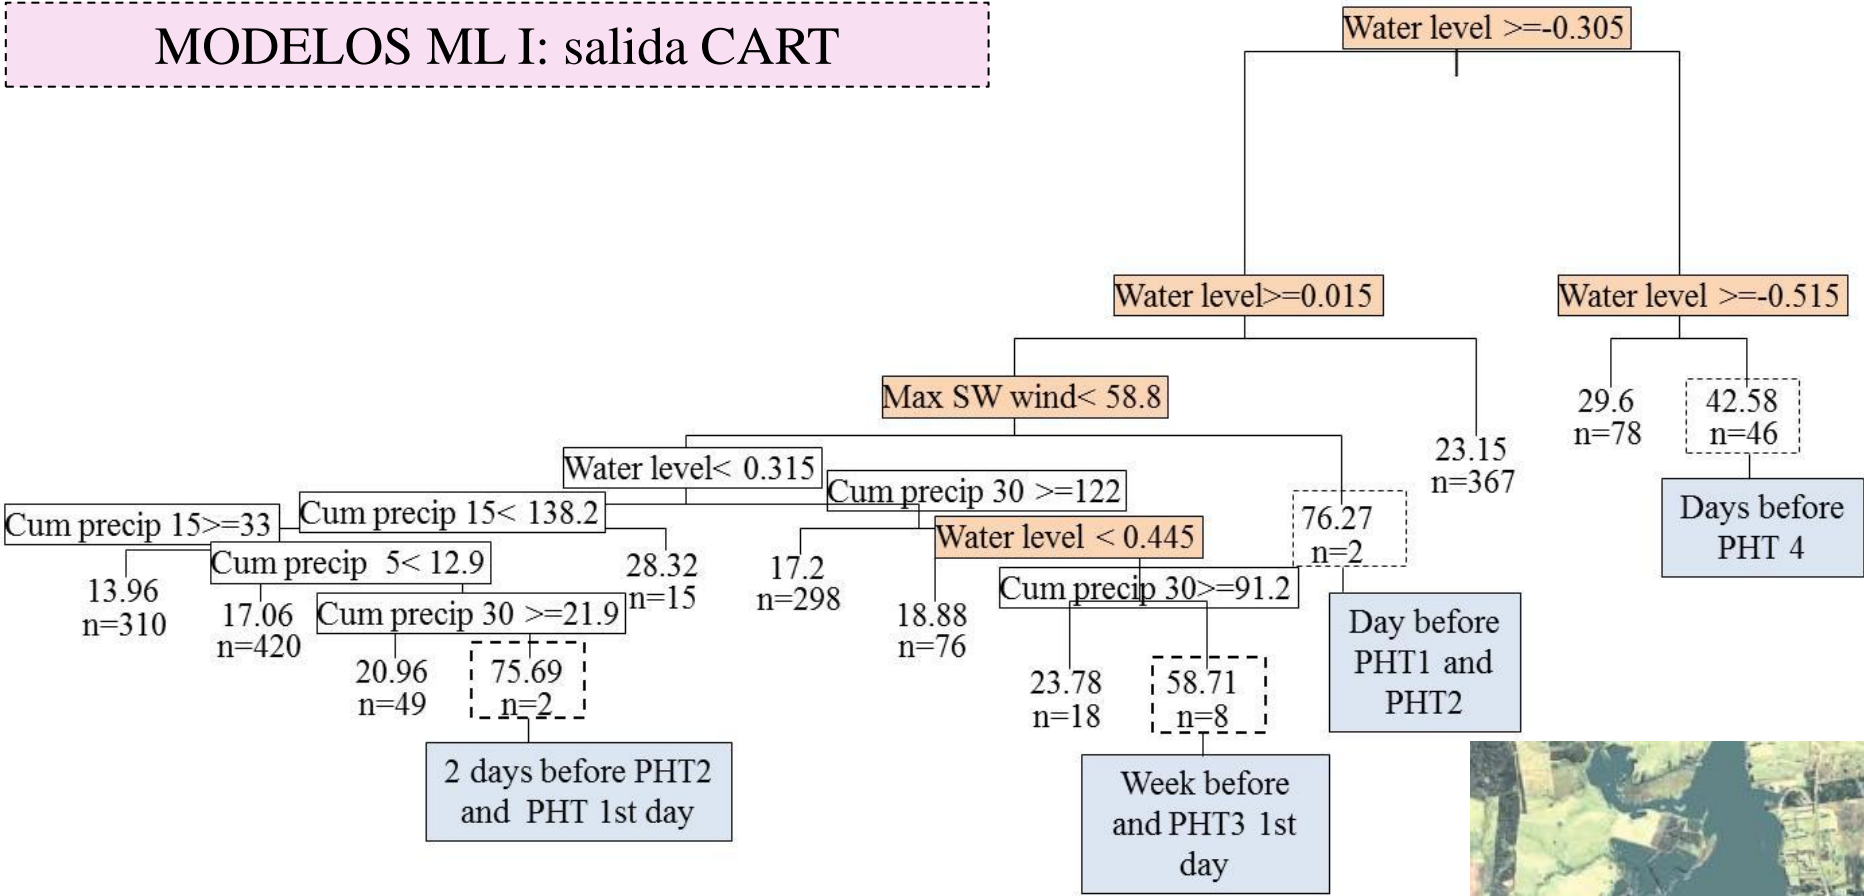 MODELOS ML I: salida CART
Water level >=-0.305
Water level>=0.015
Water level >=-0.515
Max SW wind< 58.8
29.6
n=78
42.58
n=46
23.15
n=367
Days before
PHT 4
Water level< 0.315
Cum precip 30 >=122
Cum precip 15>=33
Cum precip 15< 138.2
Water level < 0.445
76.27
n=2
Cum precip 5< 12.9
28.32
n=15
17.2
n=298
Cum precip 30>=91.2
13.96
n=310
17.06
n=420
Cum precip 30 >=21.9
18.88
n=76
Day before
PHT1 and
PHT2
20.96
n=49
75.69
n=2
23.78
n=18
58.71
n=8
2 days before PHT2
and PHT 1st day
Week before
and PHT3 1st
day